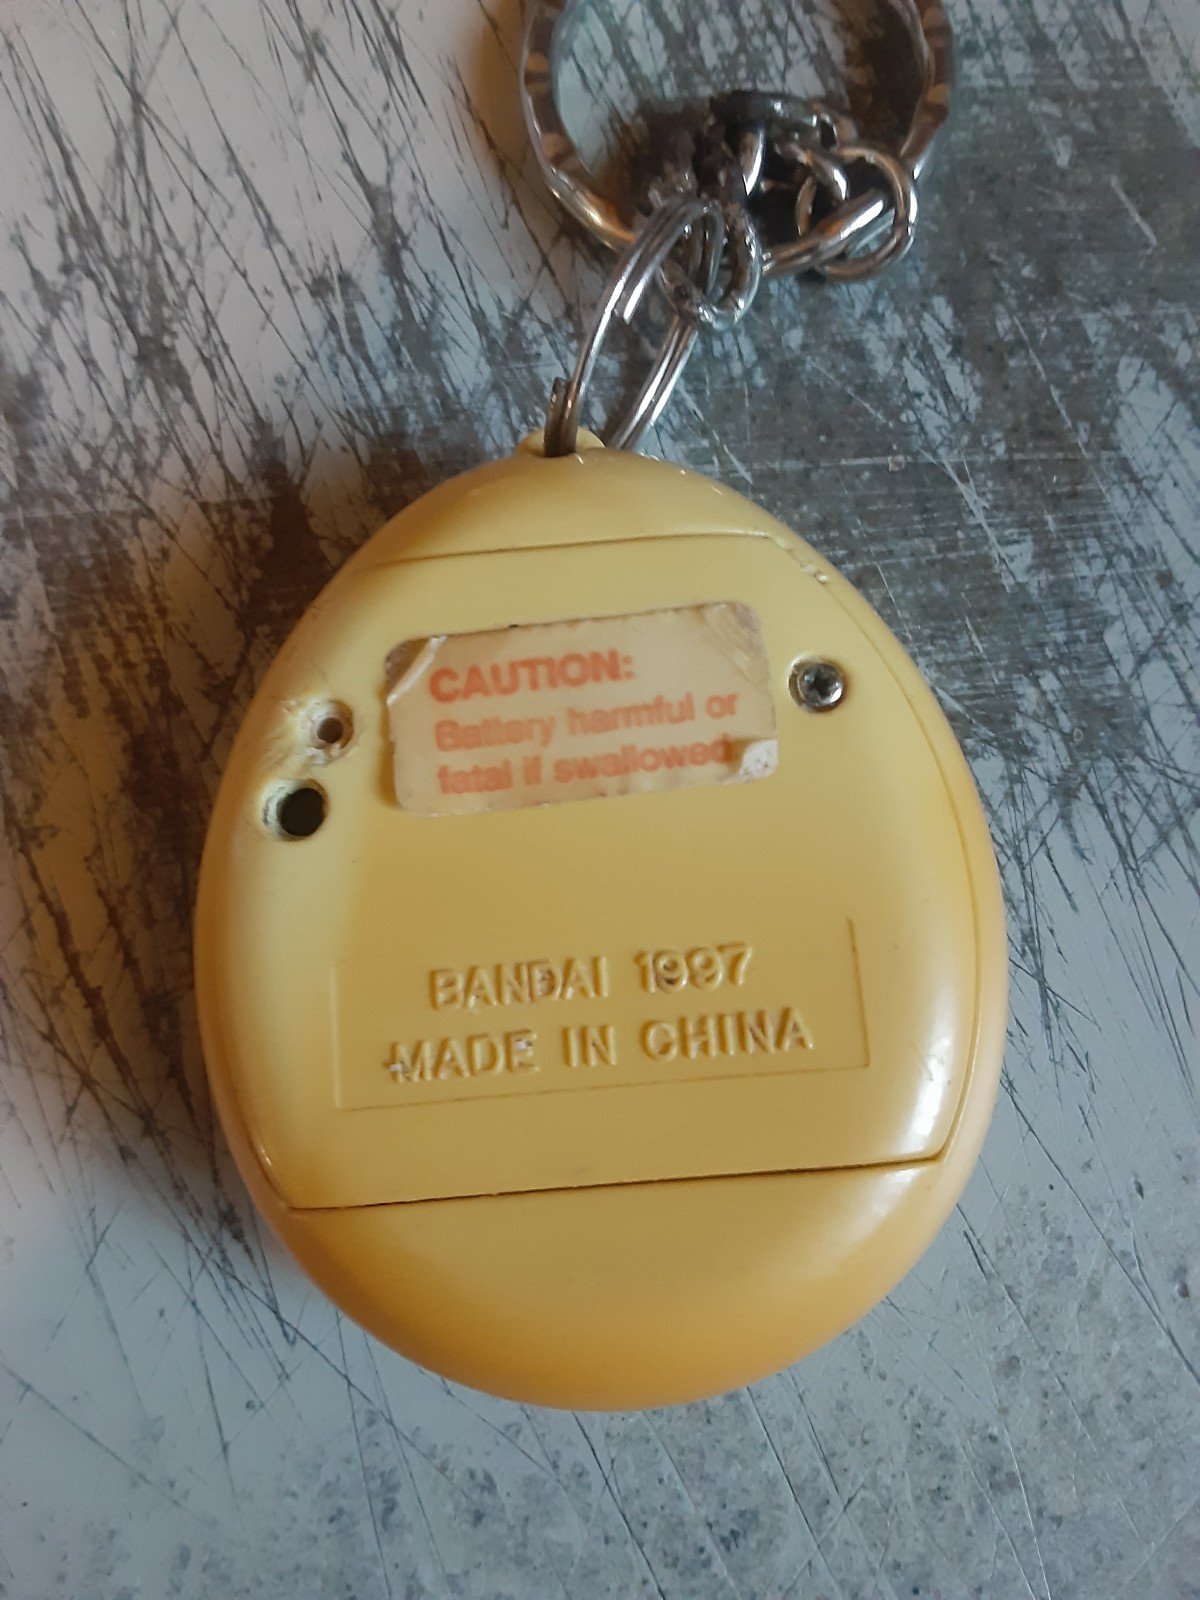 CAUTION:
Battery harmful or
fatal if swallowed
BANDAI 1997
MADE IN CHINA